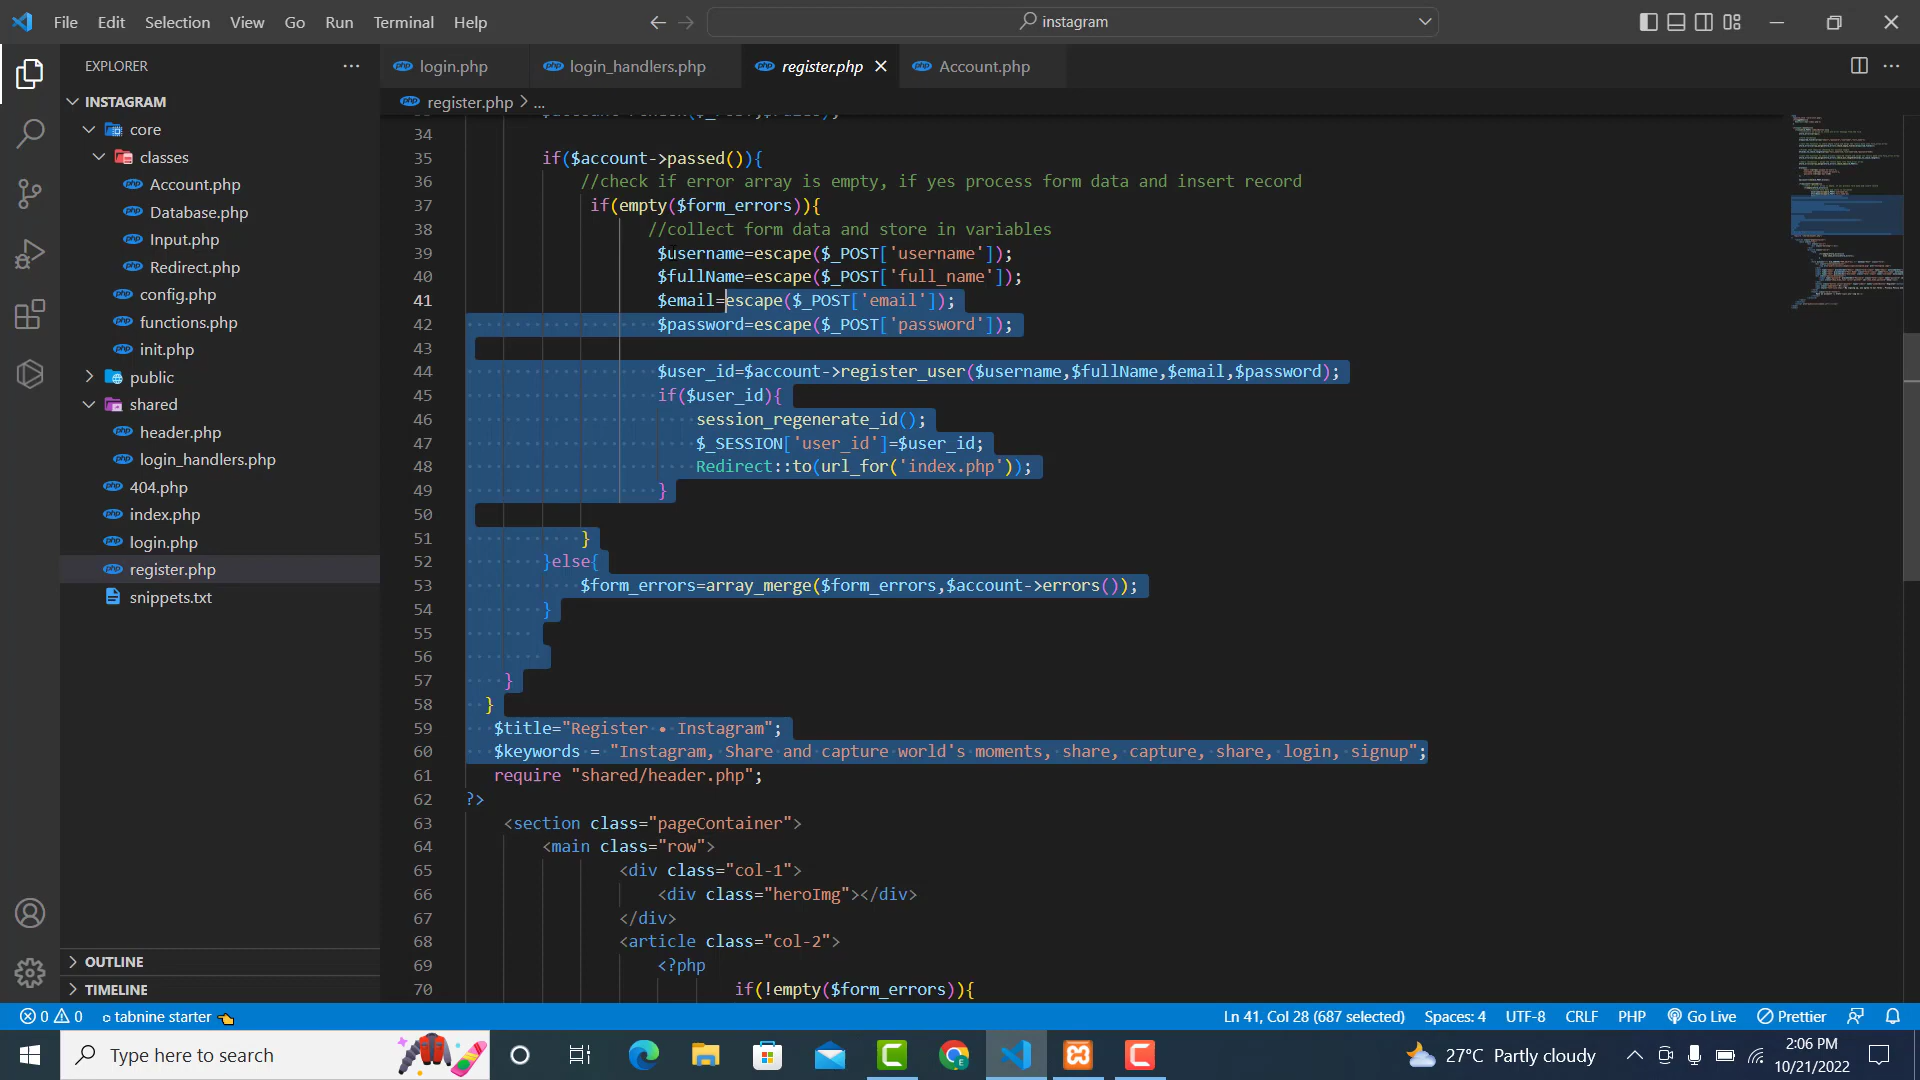 File Edit Selection View Go Run Terminal Help
instagram
EXPLORER
login.php
login_handlers.php
register.php
Account.php
register.php > ...
INSTAGRAM
core
classes
Account.php
Database.php
Input.php
Redirect.php
config.php
functions.php
init.php
public
shared
header.php
login_handlers.php
404.php
index.php
login.php
register.php
snippets.txt
OUTLINE
TIMELINE
34
35 if($account->passed()){
36 //check if error array is empty, if yes process form data and insert record
37 if(empty($form_errors)){
38 //collect form data and store in variables
39 $username=escape($_POST['username']);
40 $fullName=escape($_POST['full_name']);
41 $email=escape($_POST['email']);
42 $password=escape($_POST['password']);
43
44 $user_id=$account->register_user($username,$fullName,$email,$password);
45 if($user_id){
46 session_regenerate_id();
47 $_SESSION['user_id']=$user_id;
48 Redirect::to(url_for('index.php'));
49 }
50
51 }
52 }else{
53 $form_errors=array_merge($form_errors,$account->errors());
54 }
55
56
57 }
58 }
59 $title="Register • Instagram";
60 $keywords = "Instagram, Share and capture world's moments, share, capture, share, login, signup";
61 require "shared/header.php";
62 ?>
63 <section class="pageContainer">
64 <main class="row">
65 <div class="col-1">
66 <div class="heroImg"></div>
67 </div>
68 <article class="col-2">
69 <?php
70 if(!empty($form_errors)){
0 0 tabnine starter
Ln 41, Col 28 (687 selected) Spaces: 4 UTF-8 CRLF PHP Go Live Prettier
Type here to search
27°C Partly cloudy
2:06 PM
10/21/2022